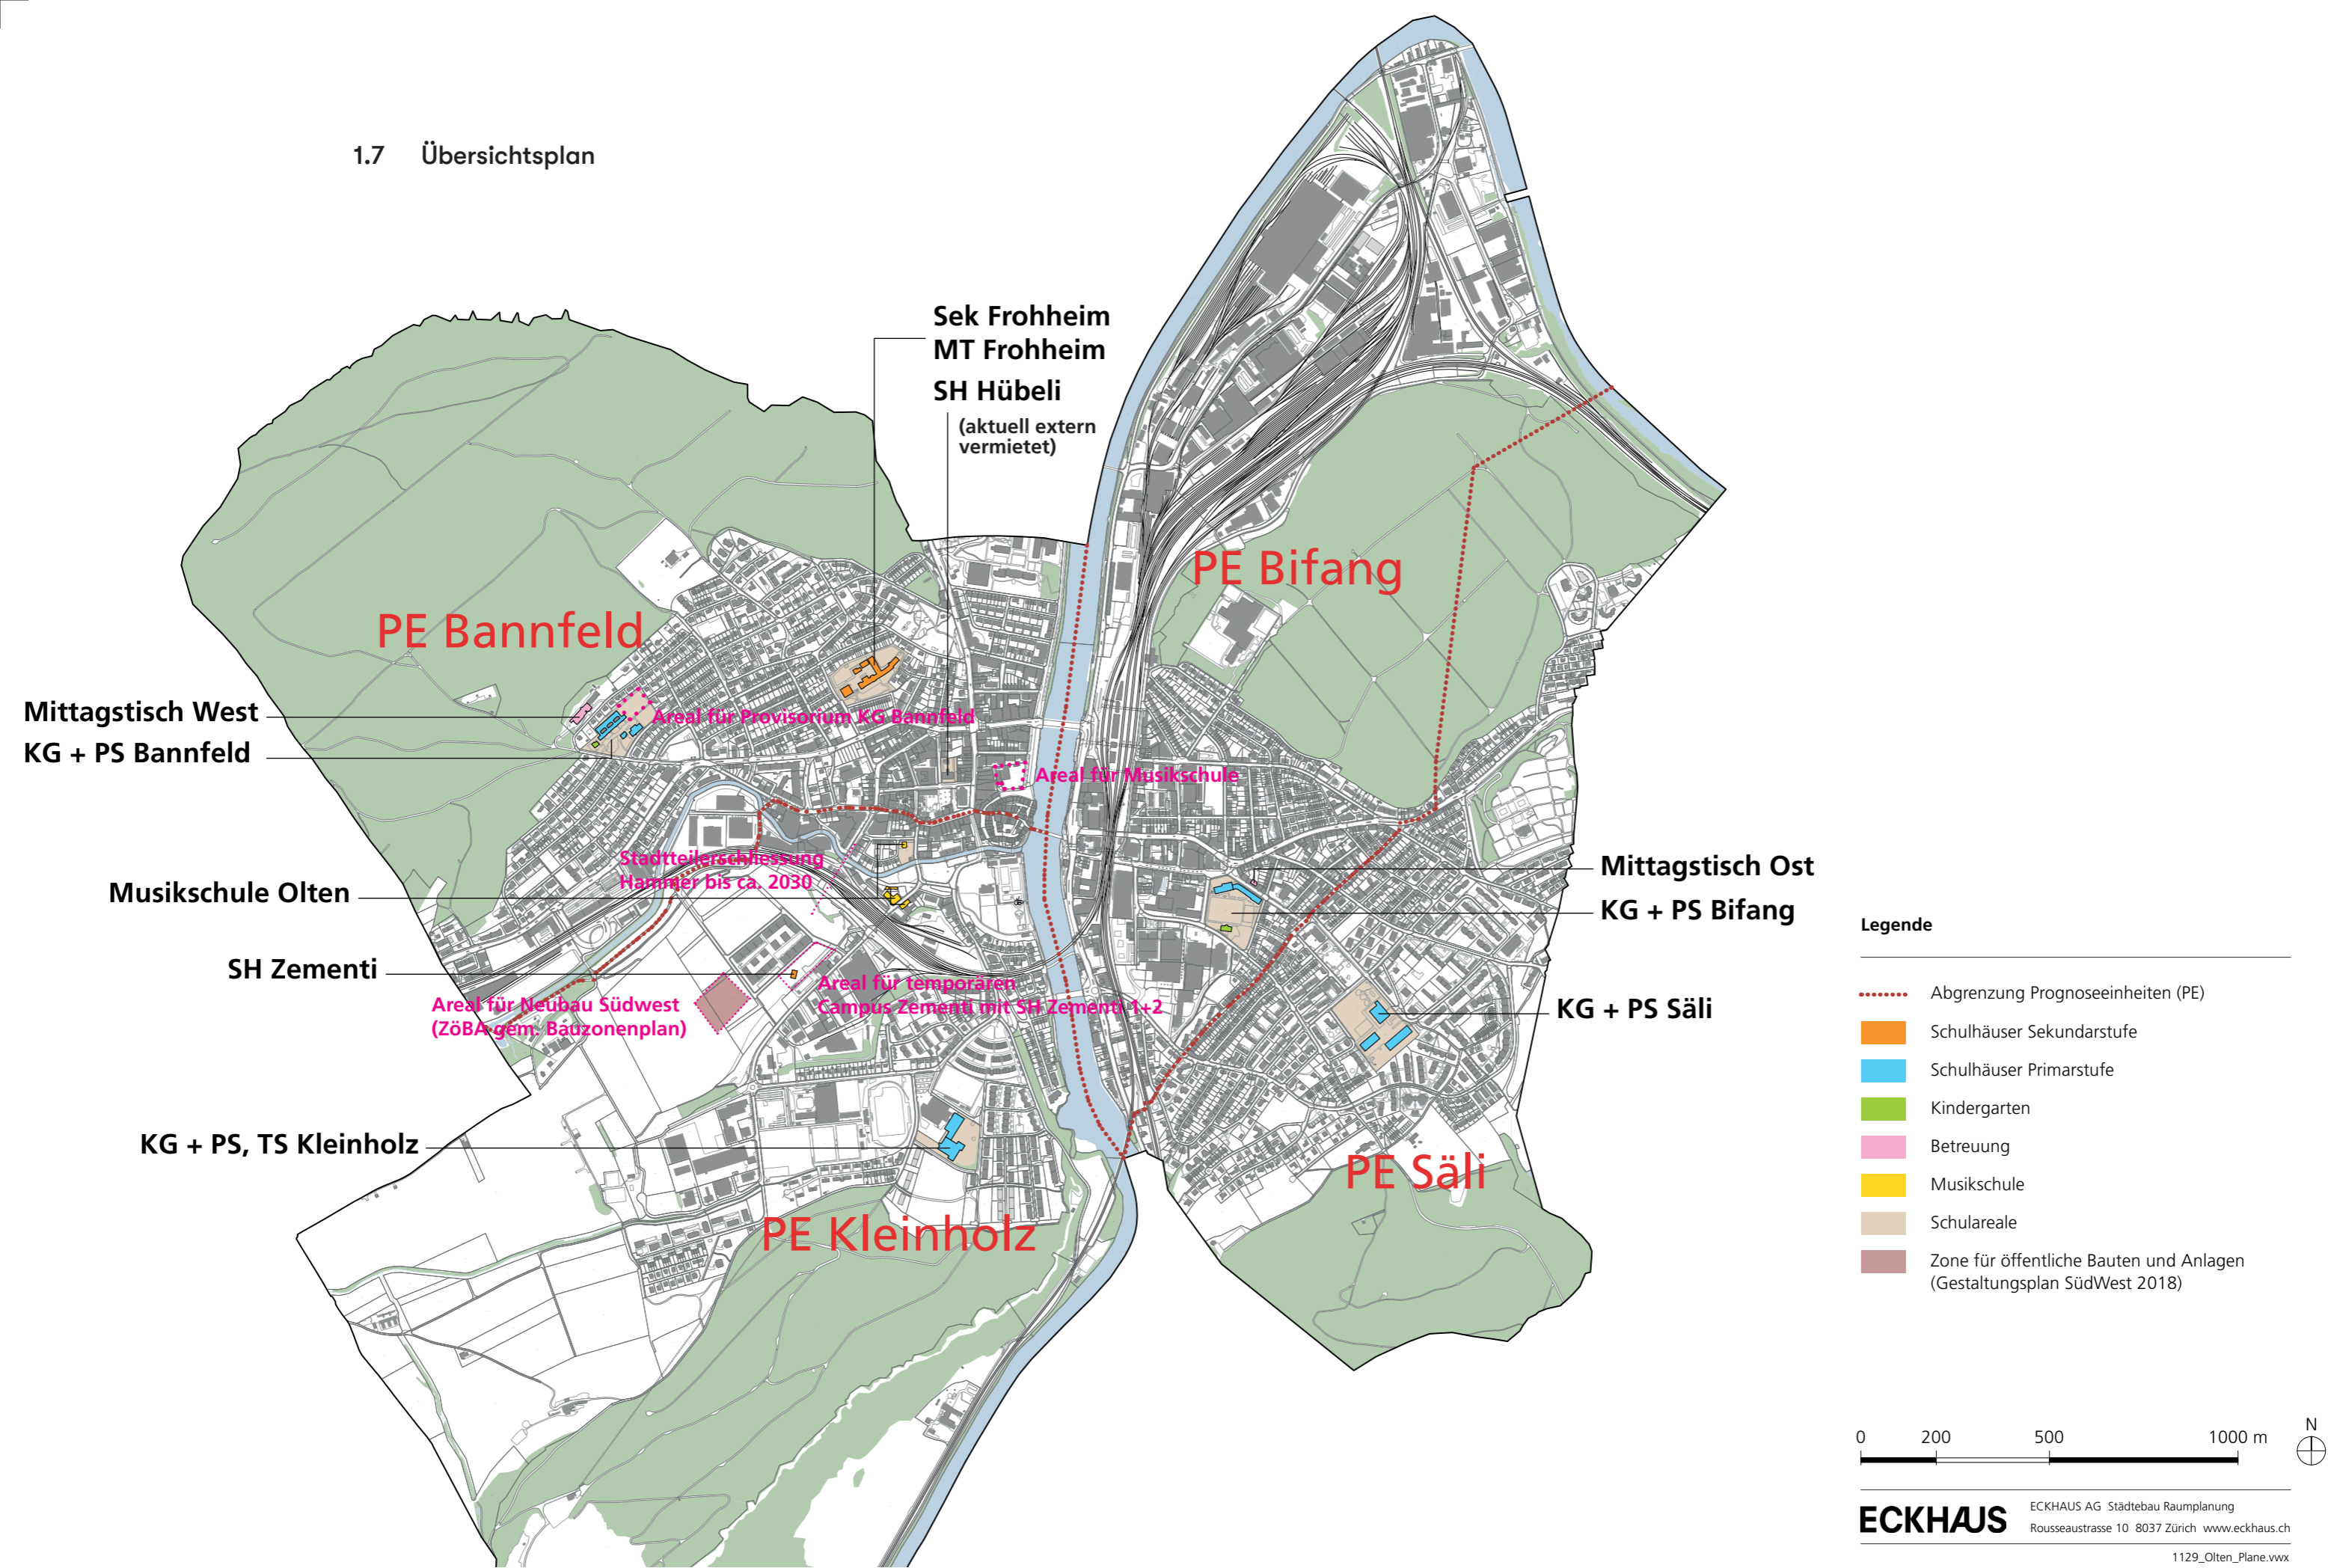 1.7 Übersichtsplan
Sek Frohheim
MT Frohheim
SH Hübeli
(aktuell extern
vermietet)
PE Bifang
PE Bannfeld
Mittagstisch West
KG + PS Bannfeld
Areal für Provisorium KG Bannfeld
Areal für Musikschule
Stadtteilerschliessung
Hammer bis ca. 2030
Musikschule Olten
Mittagstisch Ost
KG + PS Bifang
SH Zementi
Areal für temporären
Campus Zementi mit SH Zementi 1+2
Areal für Neubau Südwest
(ZöBA gem. Bauzonenplan)
KG + PS Säli
KG + PS, TS Kleinholz
PE Säli
PE Kleinholz
Legende
Abgrenzung Prognoseeinheiten (PE)
Schulhäuser Sekundarstufe
Schulhäuser Primarstufe
Kindergarten
Betreuung
Musikschule
Schulareale
Zone für öffentliche Bauten und Anlagen
(Gestaltungsplan SüdWest 2018)
N
0 200 500 1000 m
ECKHAUS
ECKHAUS AG Städtebau Raumplanung
Rousseaustrasse 10 8037 Zürich www.eckhaus.ch
1129_Olten_Plane.vwx